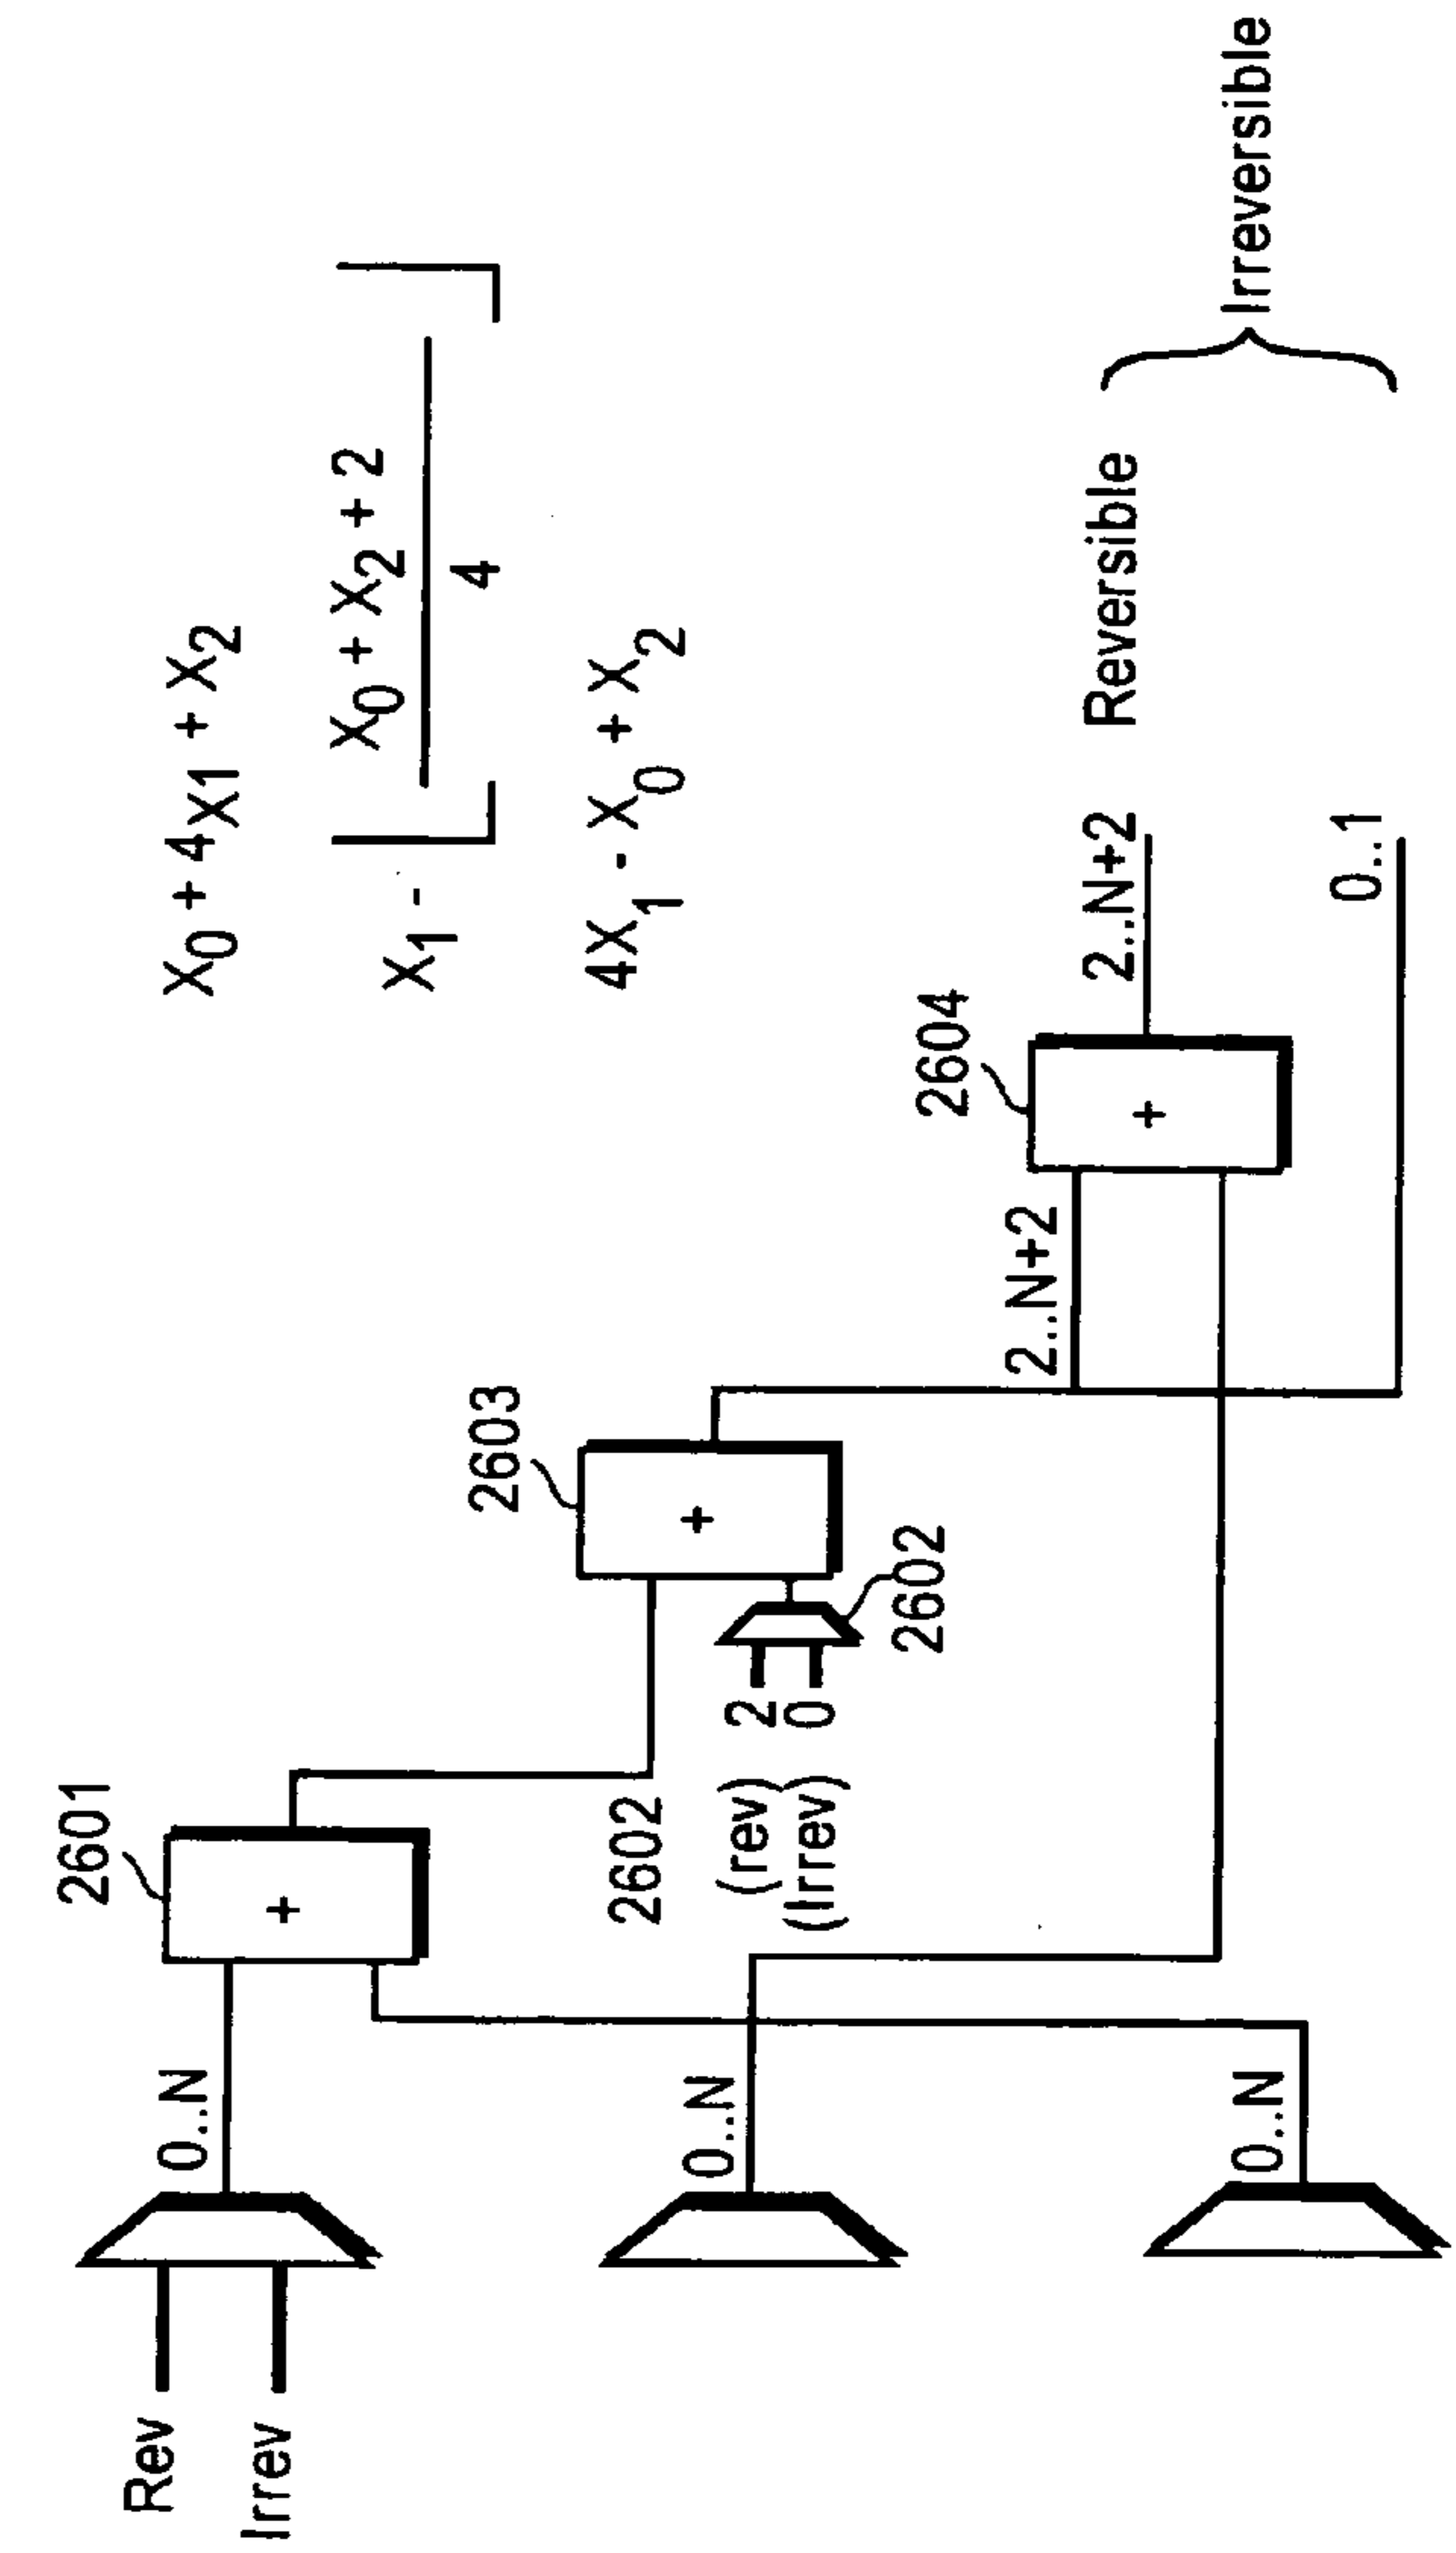 X0 + 4X1 + X2
X1 - ⌊ X0 + X2 + 2 ⌋
4
4X1 - X0 + X2
Rev
Irrev
0..N
2601
+
2602
(rev) 2
(Irrev) 0
2602
2603
+
0..N
2..N+2
2604
+
2..N+2
Reversible
0..N
0..1
Irreversible